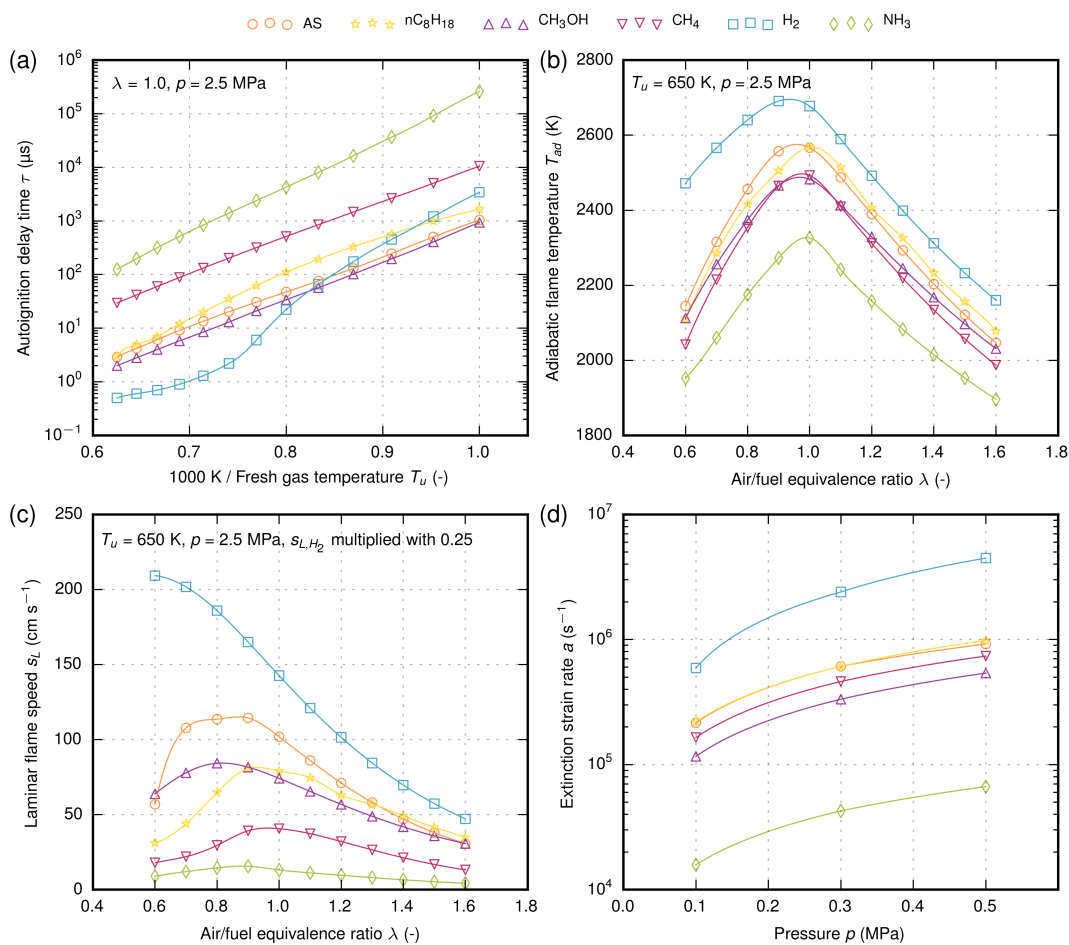 AS nC8H18 CH3OH CH4 H2 NH3
(a)
λ = 1.0, p = 2.5 MPa
Autoignition delay time τ (µs)
10^6
10^5
10^4
10^3
10^2
10^1
10^0
10^−1
0.6 0.7 0.8 0.9 1.0
1000 K / Fresh gas temperature Tu (-)
(b)
Tu = 650 K, p = 2.5 MPa
Adiabatic flame temperature Tad (K)
2800
2600
2400
2200
2000
1800
0.4 0.6 0.8 1.0 1.2 1.4 1.6 1.8
Air/fuel equivalence ratio λ (-)
(c)
Tu = 650 K, p = 2.5 MPa, sL,H2 multiplied with 0.25
Laminar flame speed sL (cm s−1)
250
200
150
100
50
0
0.4 0.6 0.8 1.0 1.2 1.4 1.6 1.8
Air/fuel equivalence ratio λ (-)
(d)
Extinction strain rate a (s−1)
10^7
10^6
10^5
10^4
0.0 0.1 0.2 0.3 0.4 0.5 0.6
Pressure p (MPa)